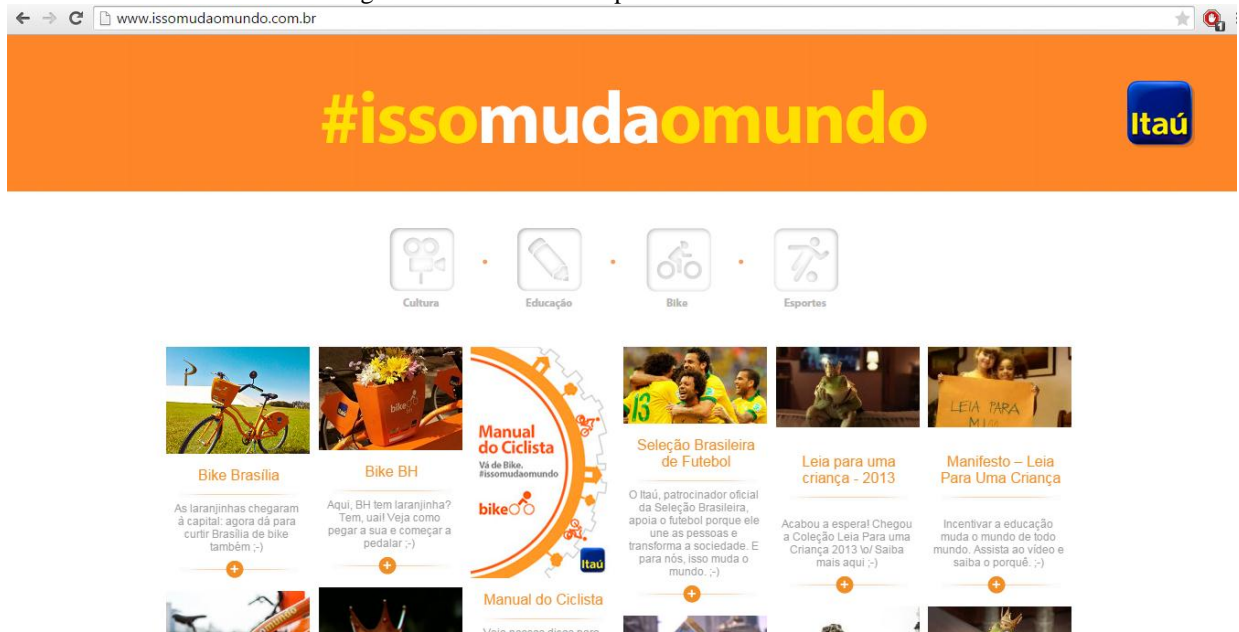 www.issomudaomundo.com.br
#issomudaomundo
Itaú
Cultura
Educação
Bike
Esportes
Bike Brasília
As laranjinhas chegaram
á capital: agora dá para
curtir Brasília de bike
também ;-)
Bike BH
Aqui, BH tem laranjinha?
Tem, uai! Veja como
pegar a sua e começar a
pedalar ;-)
Manual
do Ciclista
Vá de Bike.
#issomudaomundo
bike
Itaú
Manual do Ciclista
Seleção Brasileira
de Futebol
O Itaú, patrocinador oficial
da Seleção Brasileira,
apoia o futebol porque ele
une as pessoas e
transforma a sociedade. E
para nós, isso muda o
mundo. ;-)
Leia para uma
criança - 2013
Acabou a espera! Chegou
a Coleção Leia Para uma
Criança 2013 \o/ Saiba
mais aqui ;-)
LEIA PARA
Manifesto – Leia
Para Uma Criança
Incentivar a educação
muda o mundo de todo
mundo. Assista ao vídeo e
saiba o porquê. ;-)